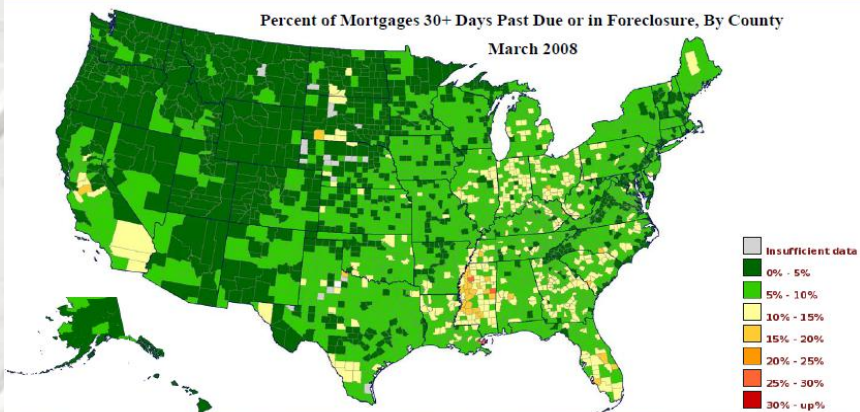 Percent of Mortgages 30+ Days Past Due or in Foreclosure, By County
March 2008
Insufficient data
0% - 5%
5% - 10%
10% - 15%
15% - 20%
20% - 25%
25% - 30%
30% - up%